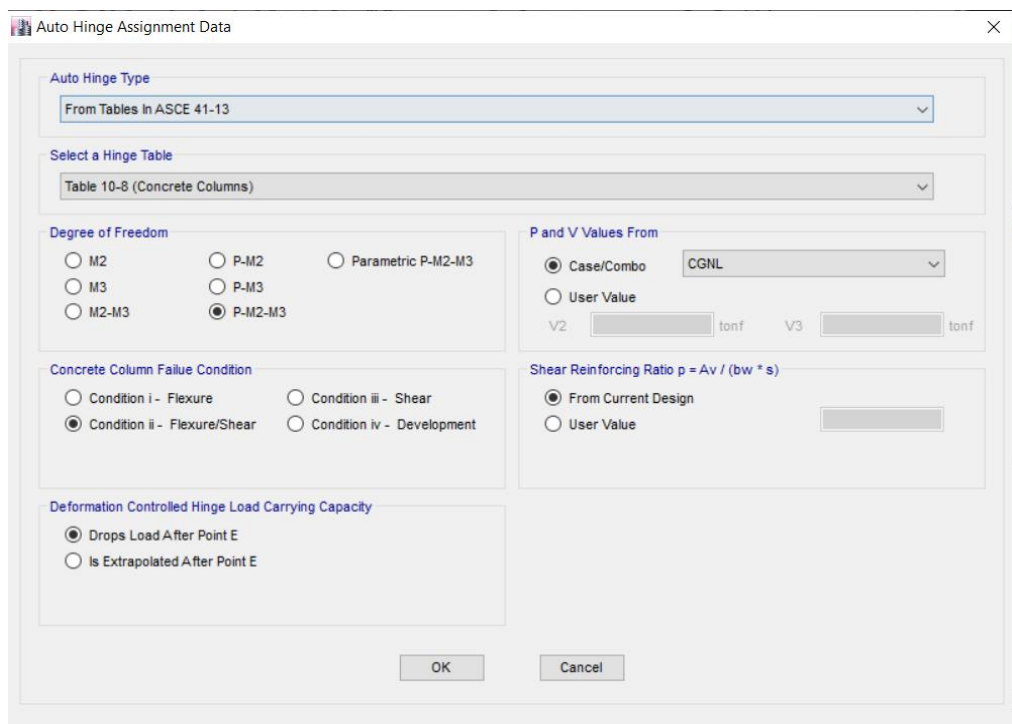 Auto Hinge Assignment Data
Auto Hinge Type
From Tables In ASCE 41-13
Select a Hinge Table
Table 10-8 (Concrete Columns)
Degree of Freedom
M2
P-M2
Parametric P-M2-M3
M3
P-M3
M2-M3
P-M2-M3
P and V Values From
Case/Combo
CGNL
User Value
V2
tonf
V3
tonf
Concrete Column Failue Condition
Condition i - Flexure
Condition iii - Shear
Condition ii - Flexure/Shear
Condition iv - Development
Shear Reinforcing Ratio p = Av / (bw * s)
From Current Design
User Value
Deformation Controlled Hinge Load Carrying Capacity
Drops Load After Point E
Is Extrapolated After Point E
OK
Cancel